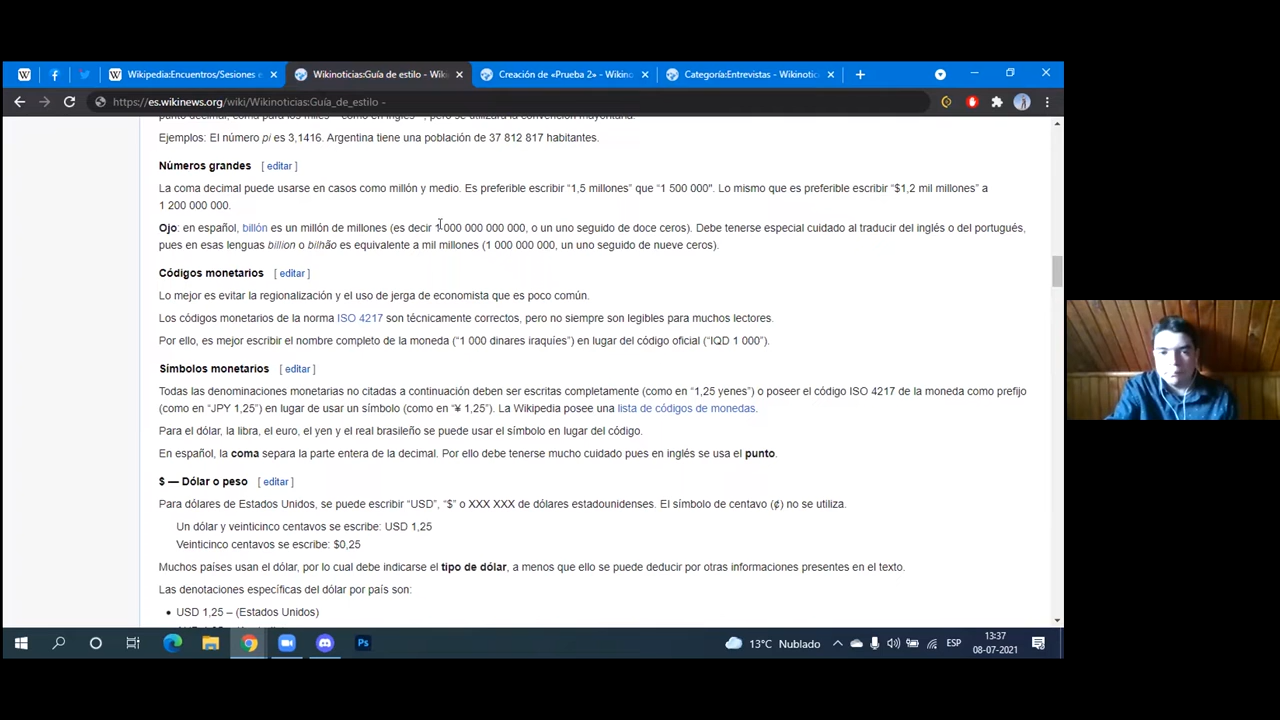 Wikipedia:Encuentros/Sesiones e
Wikinoticias:Guía de estilo - Wik
Creación de «Prueba 2» - Wikino
Categoría:Entrevistas - Wikinotic
https://es.wikinews.org/wiki/Wikinoticias:Guía_de_estilo -
punto decimal, coma para los miles —como en inglés—, pero se utilizará la convención mayoritaria.
Ejemplos: El número pi es 3,1416. Argentina tiene una población de 37 812 817 habitantes.
Números grandes [ editar ]
La coma decimal puede usarse en casos como millón y medio. Es preferible escribir “1,5 millones” que “1 500 000”. Lo mismo que es preferible escribir “$1,2 mil millones” a
1 200 000 000.
Ojo: en español, billón es un millón de millones (es decir 1 000 000 000 000, o un uno seguido de doce ceros). Debe tenerse especial cuidado al traducir del inglés o del portugués,
pues en esas lenguas billion o bilhão es equivalente a mil millones (1 000 000 000, un uno seguido de nueve ceros).
Códigos monetarios [ editar ]
Lo mejor es evitar la regionalización y el uso de jerga de economista que es poco común.
Los códigos monetarios de la norma ISO 4217 son técnicamente correctos, pero no siempre son legibles para muchos lectores.
Por ello, es mejor escribir el nombre completo de la moneda (“1 000 dinares iraquíes”) en lugar del código oficial (“IQD 1 000”).
Símbolos monetarios [ editar ]
Todas las denominaciones monetarias no citadas a continuación deben ser escritas completamente (como en “1,25 yenes”) o poseer el código ISO 4217 de la moneda como prefijo
(como en “JPY 1,25”) en lugar de usar un símbolo (como en “¥ 1,25”). La Wikipedia posee una lista de códigos de monedas.
Para el dólar, la libra, el euro, el yen y el real brasileño se puede usar el símbolo en lugar del código.
En español, la coma separa la parte entera de la decimal. Por ello debe tenerse mucho cuidado pues en inglés se usa el punto.
$ — Dólar o peso [ editar ]
Para dólares de Estados Unidos, se puede escribir “USD”, “$” o XXX XXX de dólares estadounidenses. El símbolo de centavo (¢) no se utiliza.
Un dólar y veinticinco centavos se escribe: USD 1,25
Veinticinco centavos se escribe: $0,25
Muchos países usan el dólar, por lo cual debe indicarse el tipo de dólar, a menos que ello se puede deducir por otras informaciones presentes en el texto.
Las denotaciones específicas del dólar por país son:
• USD 1,25 – (Estados Unidos)
13°C Nublado
ESP
13:37
08-07-2021
Ps